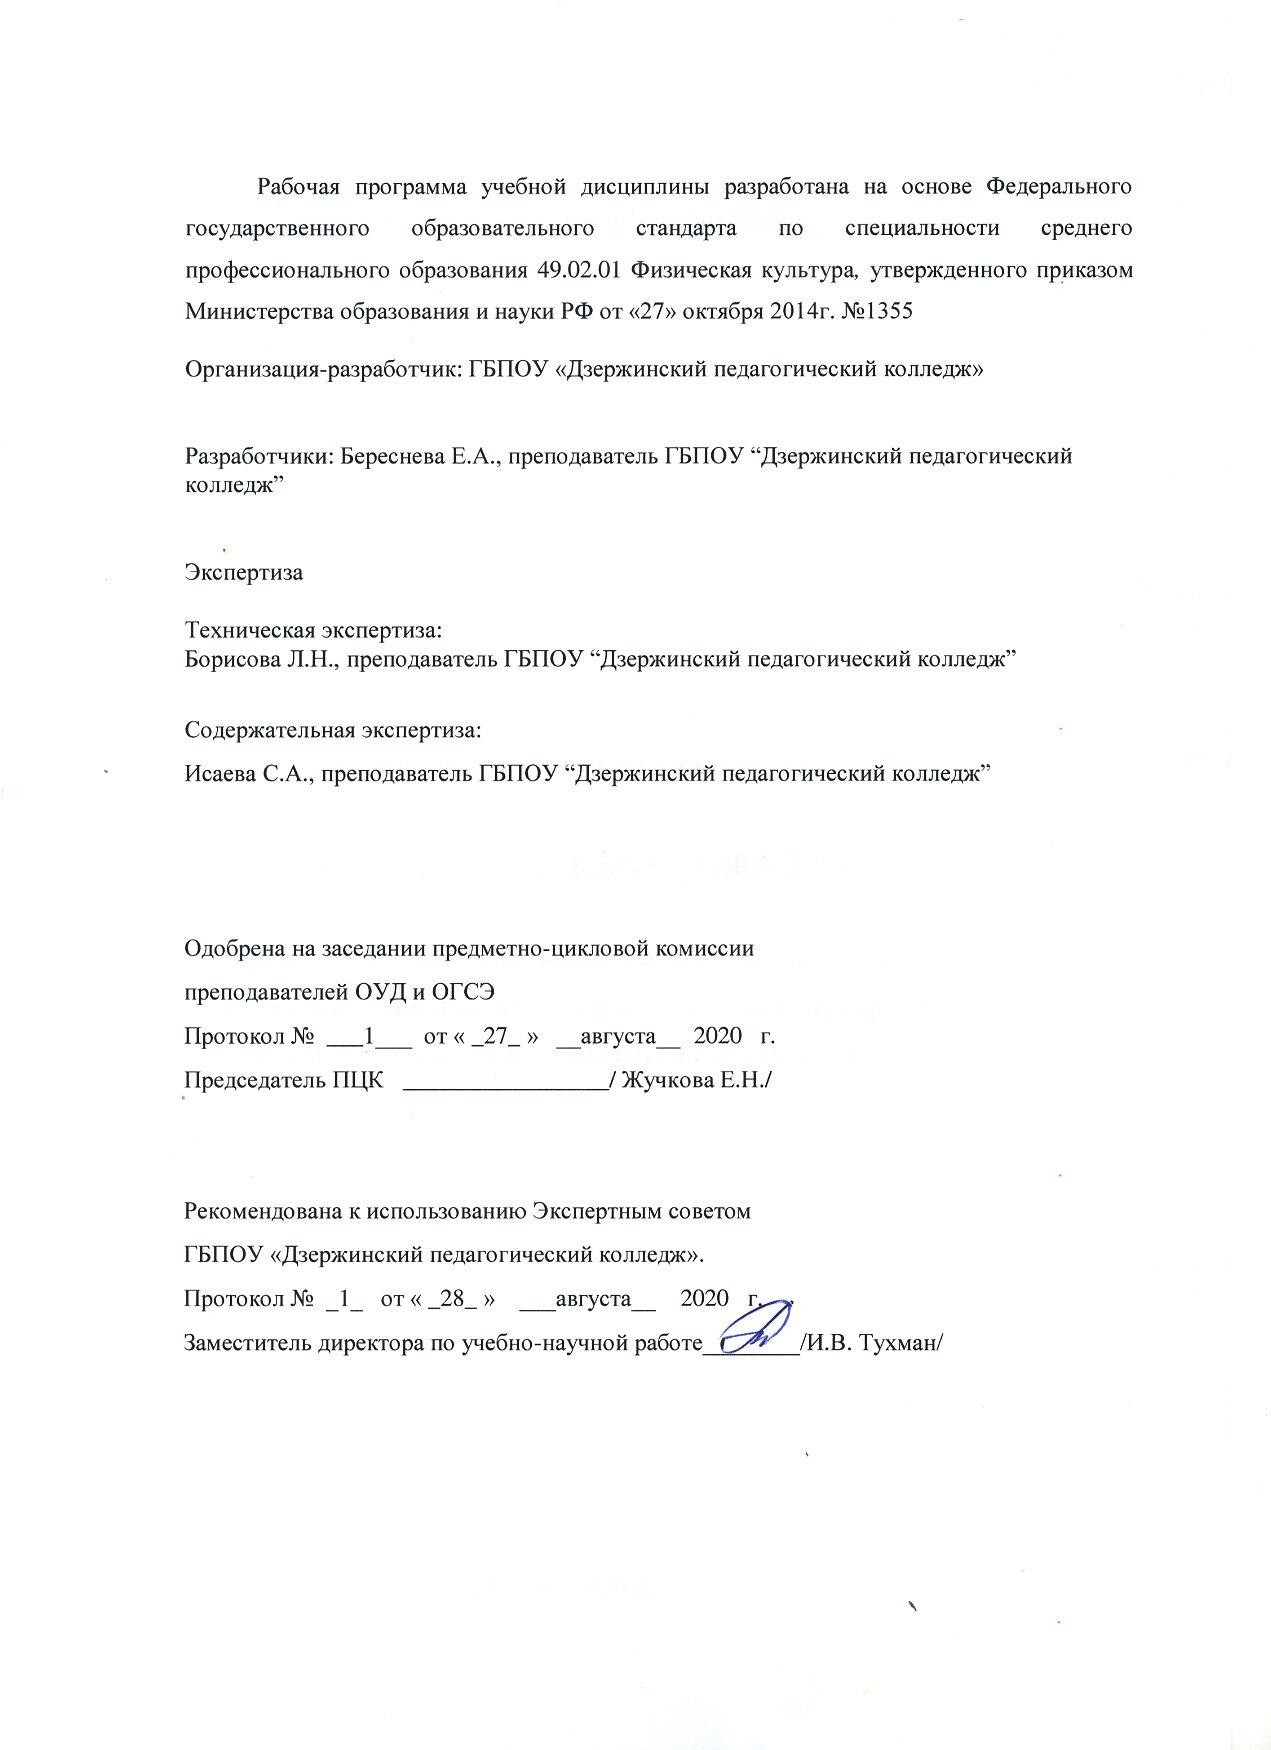 Рабочая программа учебной дисциплины разработана на основе Федерального
государственного образовательного стандарта по специальности среднего
профессионального образования 49.02.01 Физическая культура, утвержденного приказом
Министерства образования и науки РФ от «27» октября 2014г. №1355
Организация-разработчик: ГБПОУ «Дзержинский педагогический колледж»
Разработчики: Береснева Е.А., преподаватель ГБПОУ “Дзержинский педагогический
колледж”
Экспертиза
Техническая экспертиза:
Борисова Л.Н., преподаватель ГБПОУ “Дзержинский педагогический колледж”
Содержательная экспертиза:
Исаева С.А., преподаватель ГБПОУ “Дзержинский педагогический колледж”
Одобрена на заседании предметно-цикловой комиссии
преподавателей ОУД и ОГСЭ
Протокол № ___1___ от « _27_ » __августа__ 2020 г.
Председатель ПЦК _________________/ Жучкова Е.Н./
Рекомендована к использованию Экспертным советом
ГБПОУ «Дзержинский педагогический колледж».
Протокол № _1_ от « _28_ » ___августа__ 2020 г.
Заместитель директора по учебно-научной работе________/И.В. Тухман/